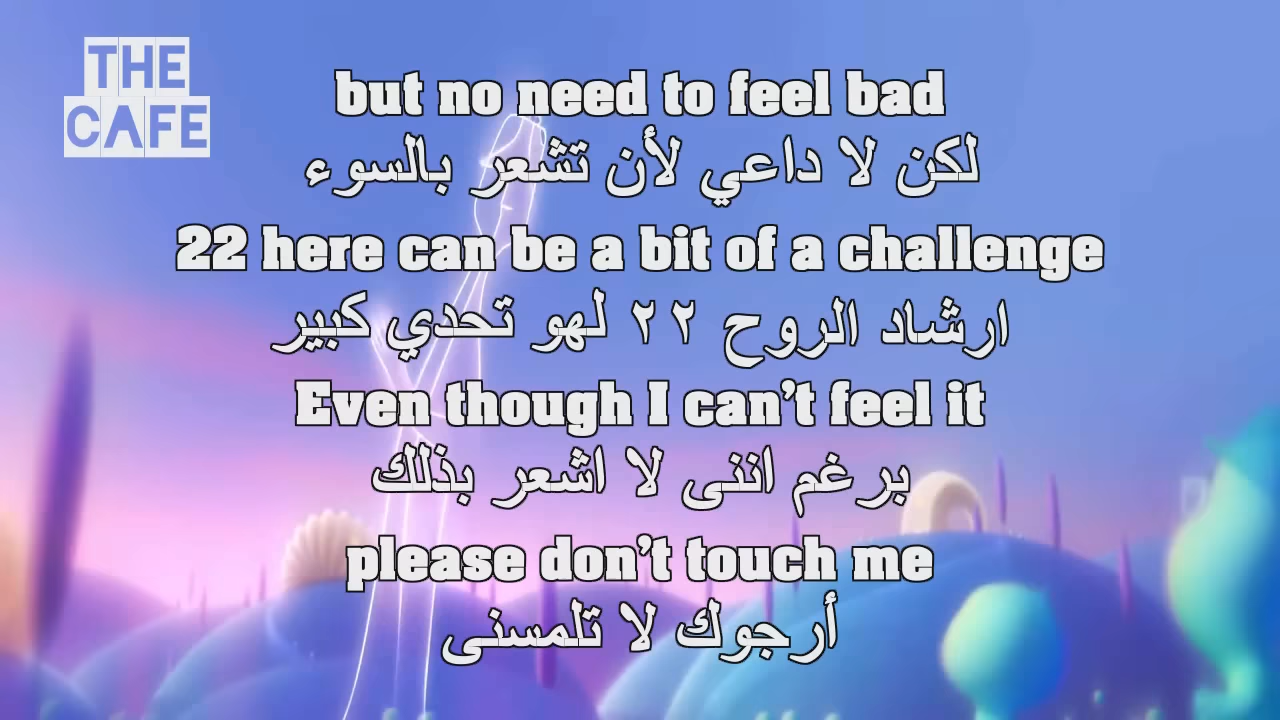 THE
CAFE
but no need to feel bad
لكن لا داعي لأن تشعر بالسوء
22 here can be a bit of a challenge
ارشاد الروح ٢٢ لهو تحدي كبير
Even though I can't feel it
برغم اننى لا اشعر بذلك
please don't touch me
أرجوك لا تلمسنى